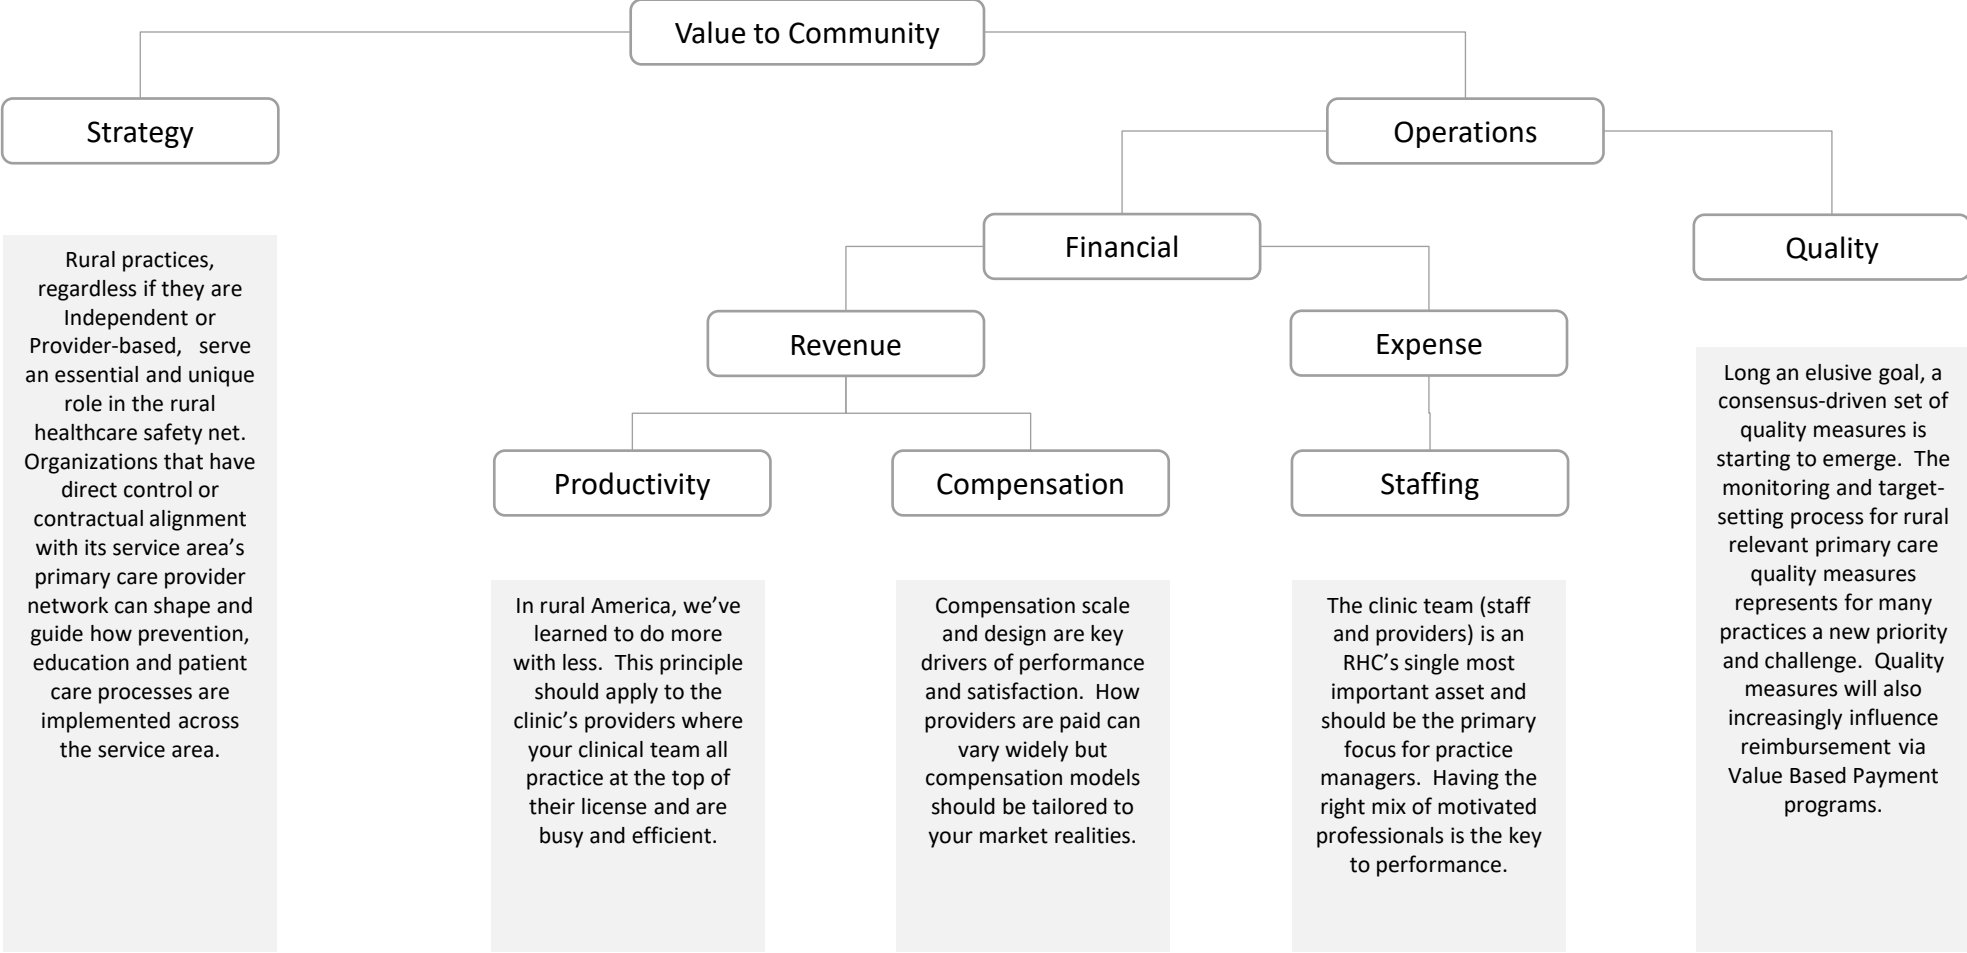 Value to Community
Strategy
Operations
Financial
Quality
Revenue
Expense
Productivity
Compensation
Staffing
Rural practices,
regardless if they are
Independent or
Provider-based,   serve
an essential and unique
role in the rural
healthcare safety net.
Organizations that have
direct control or
contractual alignment
with its service area’s
primary care provider
network can shape and
guide how prevention,
education and patient
care processes are
implemented across
the service area.
In rural America, we’ve
learned to do more
with less.  This principle
should apply to the
clinic’s providers where
your clinical team all
practice at the top of
their license and are
busy and efficient.
Compensation scale
and design are key
drivers of performance
and satisfaction.  How
providers are paid can
vary widely but
compensation models
should be tailored to
your market realities.
The clinic team (staff
and providers) is an
RHC’s single most
important asset and
should be the primary
focus for practice
managers.  Having the
right mix of motivated
professionals is the key
to performance.
Long an elusive goal, a
consensus-driven set of
quality measures is
starting to emerge.  The
monitoring and target-
setting process for rural
relevant primary care
quality measures
represents for many
practices a new priority
and challenge.  Quality
measures will also
increasingly influence
reimbursement via
Value Based Payment
programs.